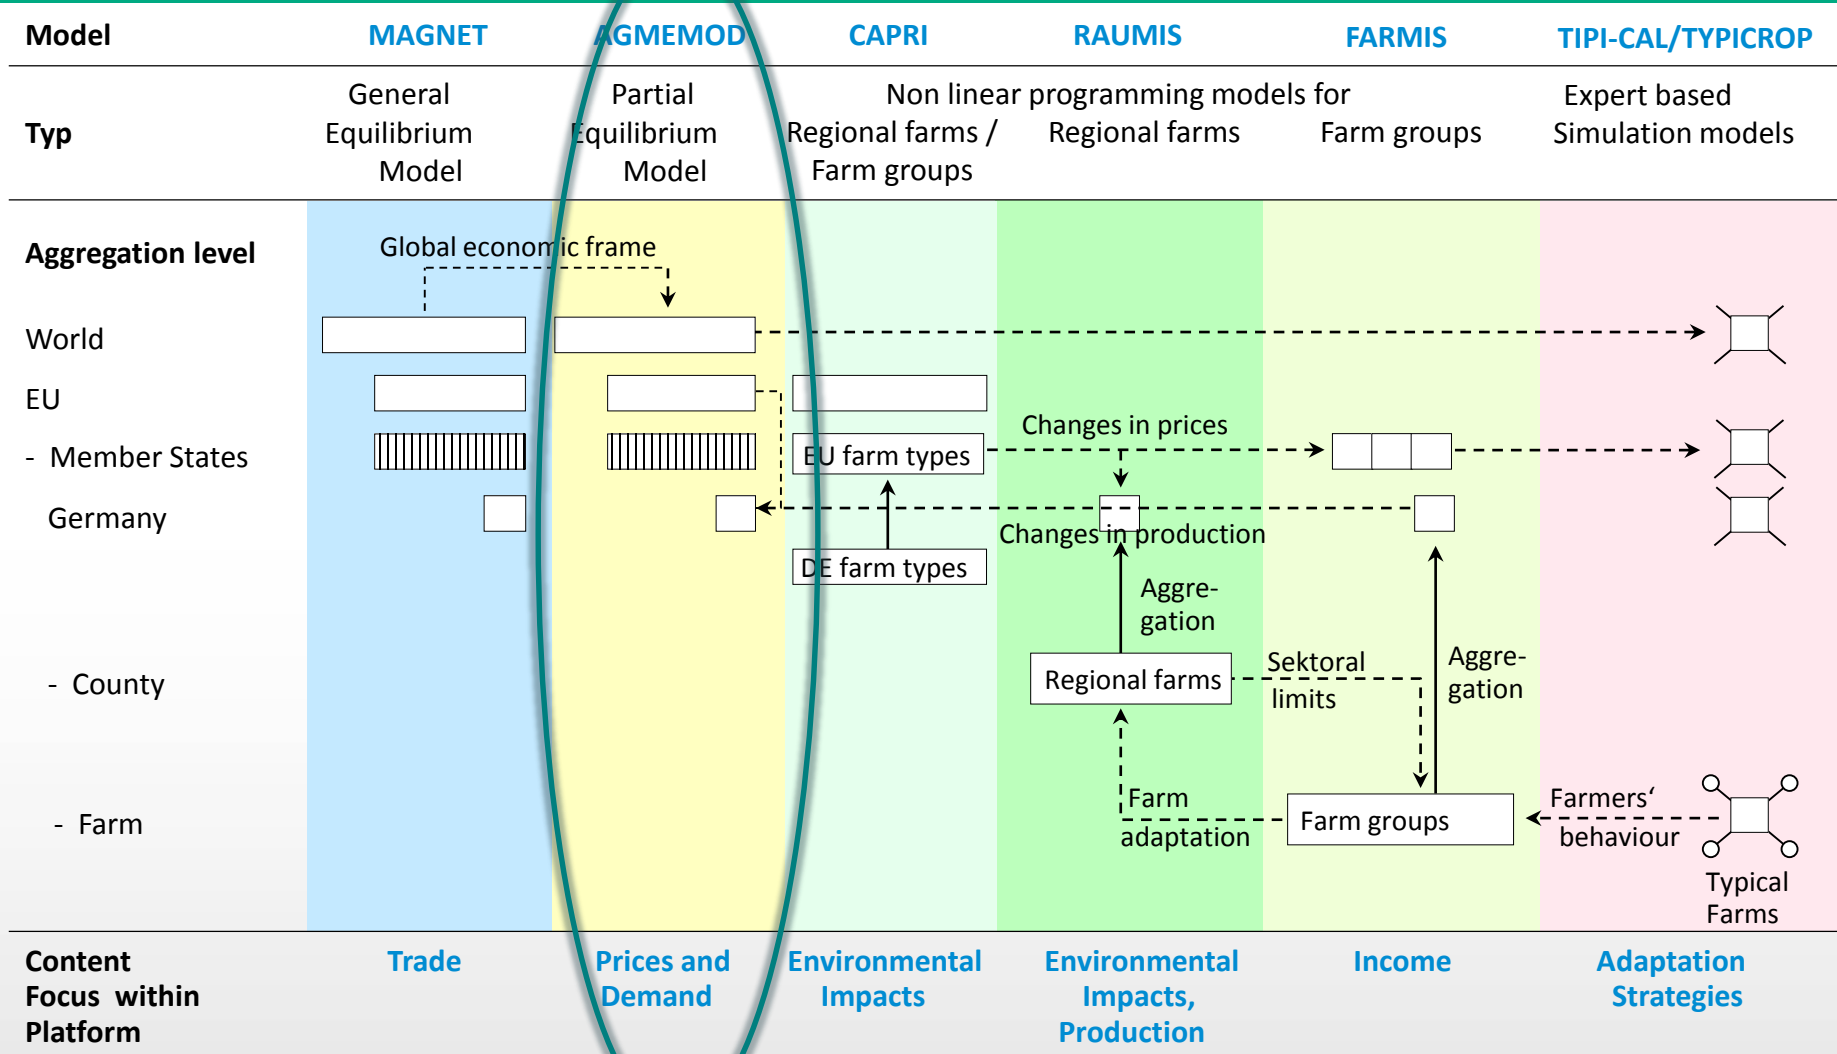 Model MAGNET AGMEMOD CAPRI RAUMIS FARMIS TIPI-CAL/TYPICROP
Typ
General
Equilibrium
Model
Partial
Equilibrium
Model
Non linear programming models for
Regional farms /
Farm groups
Regional farms
Farm groups
Expert based
Simulation models
Aggregation level
Global economic frame
World
EU
Changes in prices
- Member States
EU farm types
Germany
Changes in production
DE farm types
Aggre-
gation
- County
Regional farms
Sektoral
limits
Aggre-
gation
- Farm
Farm
adaptation
Farm groups
Farmers‘
behaviour
Typical
Farms
Content
Focus within
Platform
Trade
Prices and
Demand
Environmental
Impacts
Environmental
Impacts,
Production
Income
Adaptation
Strategies